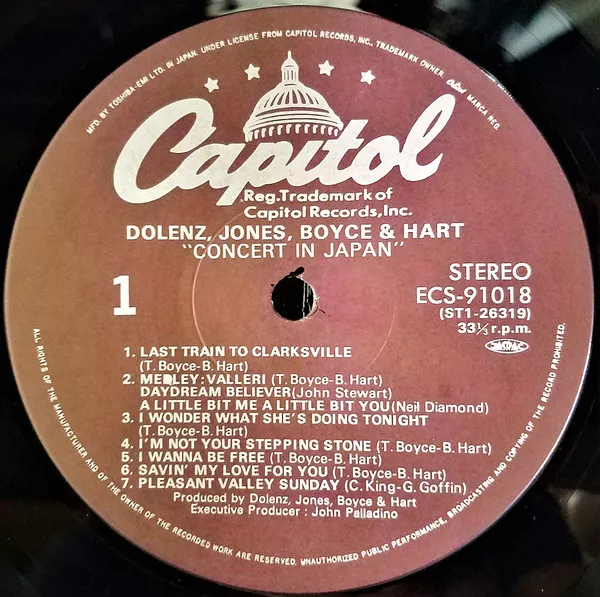 MFD. BY TOSHIBA-EMI LTD. IN JAPAN. UNDER LICENSE FROM CAPITOL RECORDS, INC., TRADEMARK OWNER. Capitol MARCA REG.
Capitol
Reg. Trademark of
Capitol Records, Inc.
DOLENZ, JONES, BOYCE & HART
"CONCERT IN JAPAN"
1
STEREO
ECS-91018
(ST1-26319)
33⅓ r.p.m.
JASRAC
1. LAST TRAIN TO CLARKSVILLE
(T. Boyce-B. Hart)
2. MEDLEY: VALLERI (T. Boyce-B. Hart)
DAYDREAM BELIEVER (John Stewart)
A LITTLE BIT ME A LITTLE BIT YOU (Neil Diamond)
3. I WONDER WHAT SHE'S DOING TONIGHT
(T. Boyce-B. Hart)
4. I'M NOT YOUR STEPPING STONE (T. Boyce-B. Hart)
5. I WANNA BE FREE (T. Boyce-B. Hart)
6. SAVIN' MY LOVE FOR YOU (T. Boyce-B. Hart)
7. PLEASANT VALLEY SUNDAY (C. King-G. Goffin)
Produced by Dolenz, Jones, Boyce & Hart
Executive Producer : John Palladino
ALL RIGHTS OF THE MANUFACTURER AND OF THE OWNER OF THE RECORDED WORK ARE RESERVED. UNAUTHORIZED PUBLIC PERFORMANCE, BROADCASTING AND COPYING OF THE RECORD PROHIBITED.